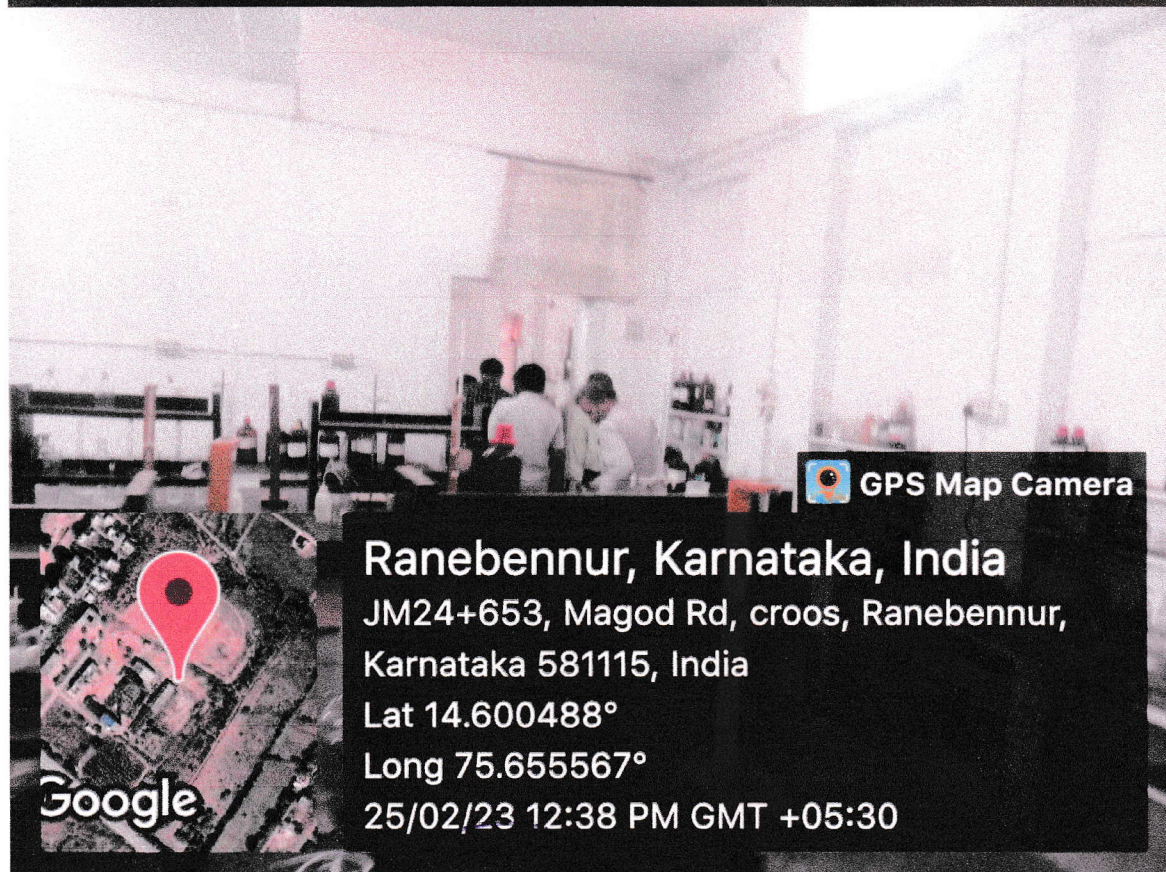 GPS Map Camera
Ranebennur, Karnataka, India
JM24+653, Magod Rd, croos, Ranebennur,
Karnataka 581115, India
Lat 14.600488°
Long 75.655567°
25/02/23 12:38 PM GMT +05:30
Google